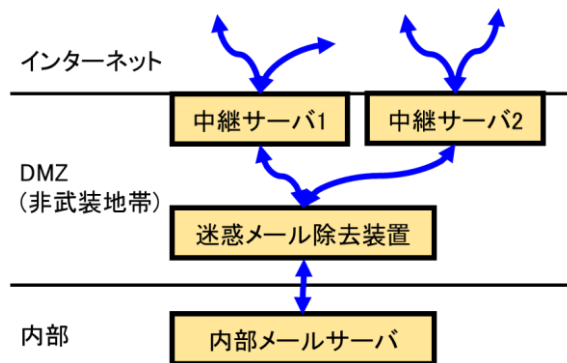 インターネット
中継サーバ1
中継サーバ2
DMZ
(非武装地帯)
迷惑メール除去装置
内部
内部メールサーバ